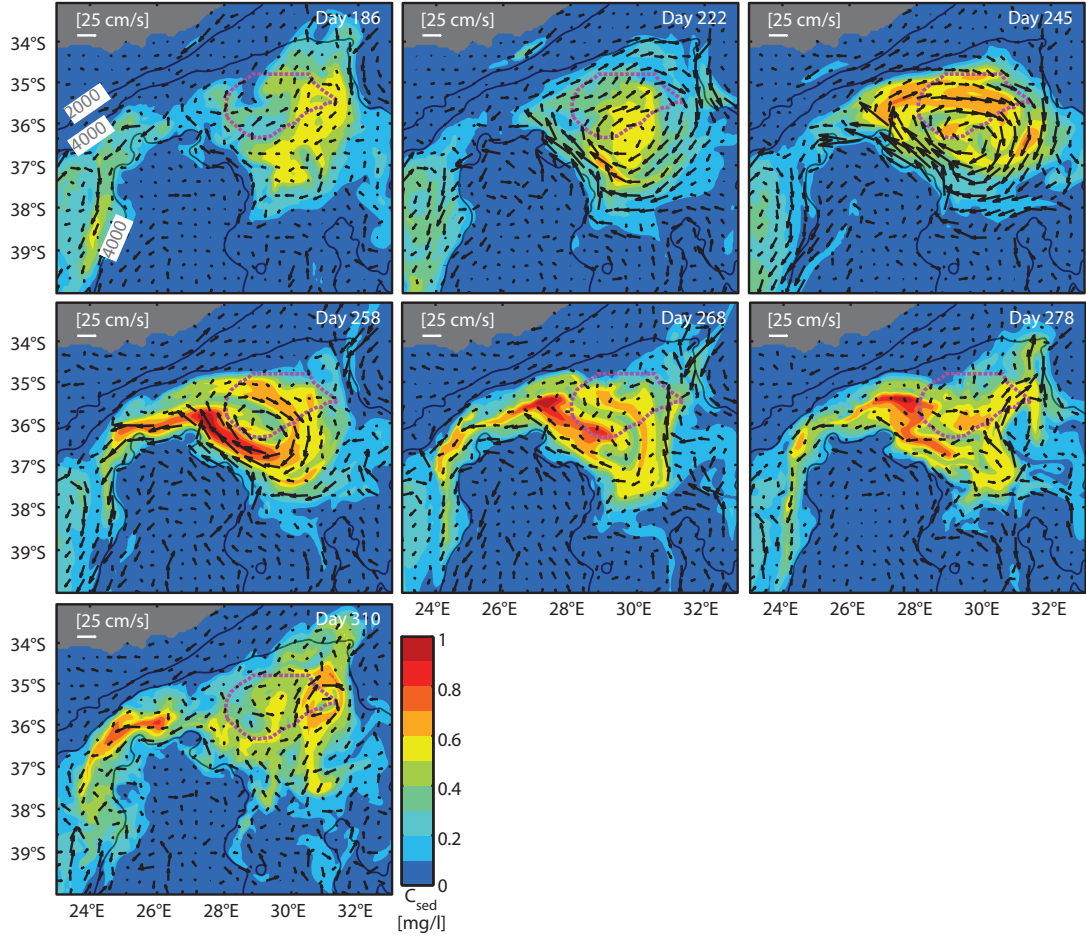 [25 cm/s] Day 186
[25 cm/s] Day 222
[25 cm/s] Day 245
34°S
35°S
36°S
37°S
38°S
39°S
2000
4000
4000
[25 cm/s] Day 258
[25 cm/s] Day 268
[25 cm/s] Day 278
34°S
35°S
36°S
37°S
38°S
39°S
24°E 26°E 28°E 30°E 32°E
24°E 26°E 28°E 30°E 32°E
[25 cm/s] Day 310
34°S
35°S
36°S
37°S
38°S
39°S
24°E 26°E 28°E 30°E 32°E
1
0.8
0.6
0.4
0.2
0
C_sed
[mg/l]